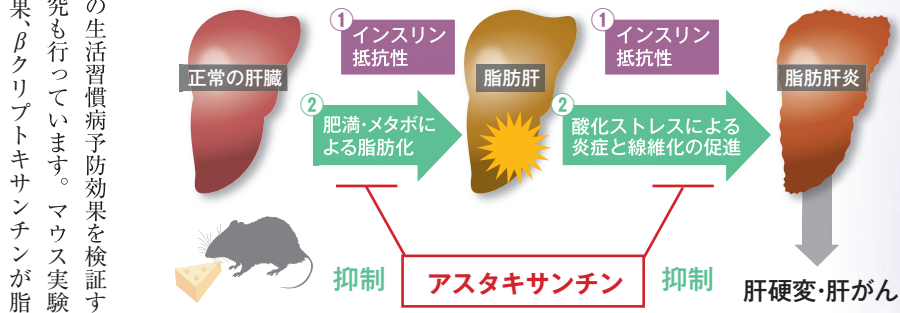 の生活習慣病予防効果を検証す
究も行っています。マウス実験
果、βクリプトキサンチンが脂
正常の肝臓
①インスリン
抵抗性
②肥満・メタボに
よる脂肪化
脂肪肝
①インスリン
抵抗性
②酸化ストレスによる
炎症と線維化の促進
脂肪肝炎
抑制
アスタキサンチン
抑制
肝硬変・肝がん